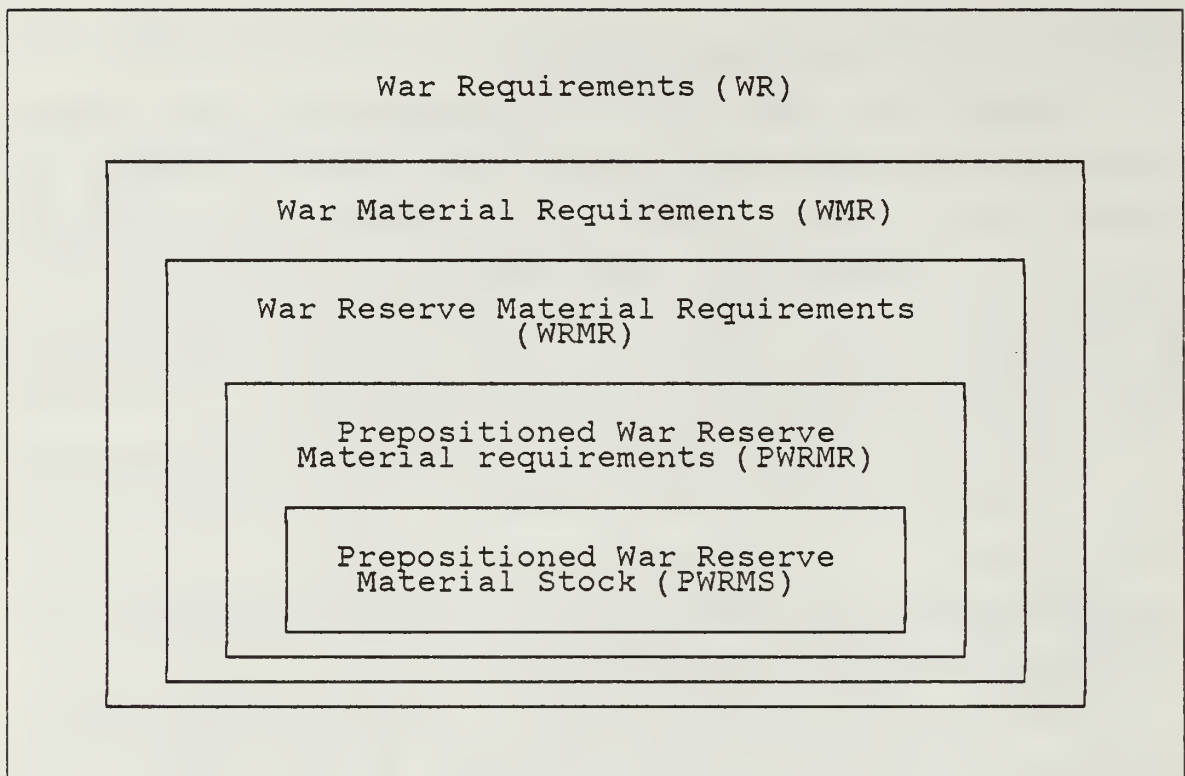 War Requirements (WR)
War Material Requirements (WMR)
War Reserve Material Requirements
(WRMR)
Prepositioned War Reserve
Material requirements (PWRMR)
Prepositioned War Reserve
Material Stock (PWRMS)